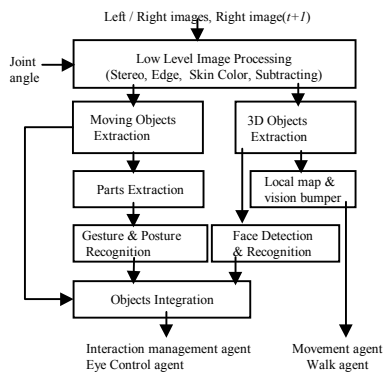 Left / Right images, Right image(t+1)
Joint
angle
Low Level Image Processing
(Stereo, Edge, Skin Color, Subtracting)
Moving Objects
Extraction
3D Objects
Extraction
Parts Extraction
Local map &
vision bumper
Gesture & Posture
Recognition
Face Detection
& Recognition
Objects Integration
Interaction management agent
Eye Control agent
Movement agent
Walk agent